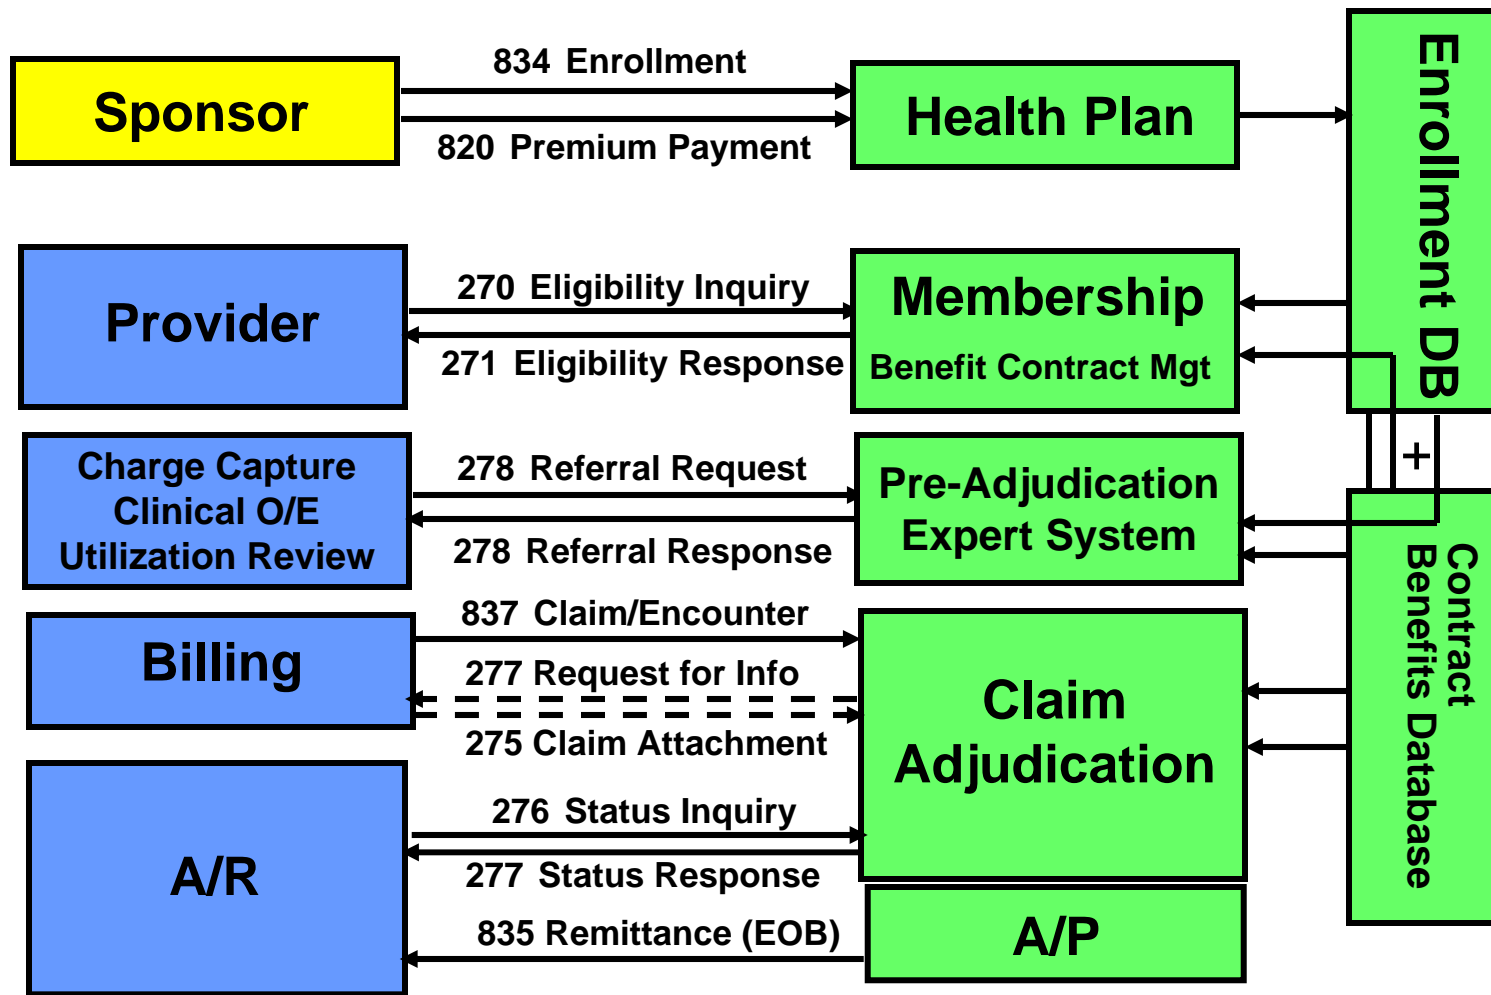 834 Enrollment
Sponsor
Health Plan
820 Premium Payment
Enrollment DB
270 Eligibility Inquiry
Provider
Membership
271 Eligibility Response
Benefit Contract Mgt
+
Charge Capture
Clinical O/E
Utilization Review
278 Referral Request
278 Referral Response
Pre-Adjudication
Expert System
Contract
Benefits Database
837 Claim/Encounter
Billing
277 Request for Info
275 Claim Attachment
Claim
Adjudication
276 Status Inquiry
A/R
277 Status Response
835 Remittance (EOB)
A/P